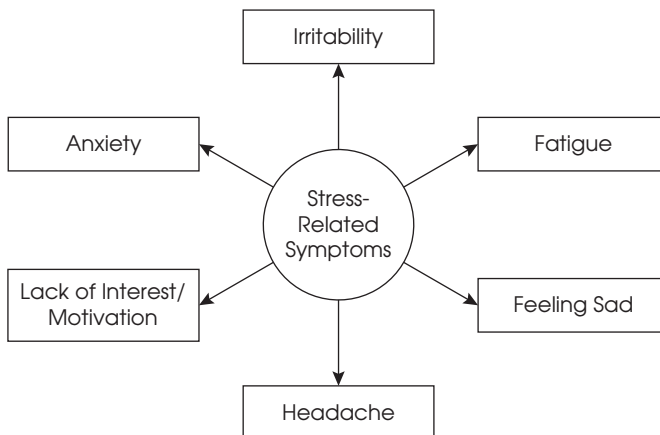 Irritability
Anxiety
Fatigue
Stress-
Related
Symptoms
Lack of Interest/
Motivation
Feeling Sad
Headache